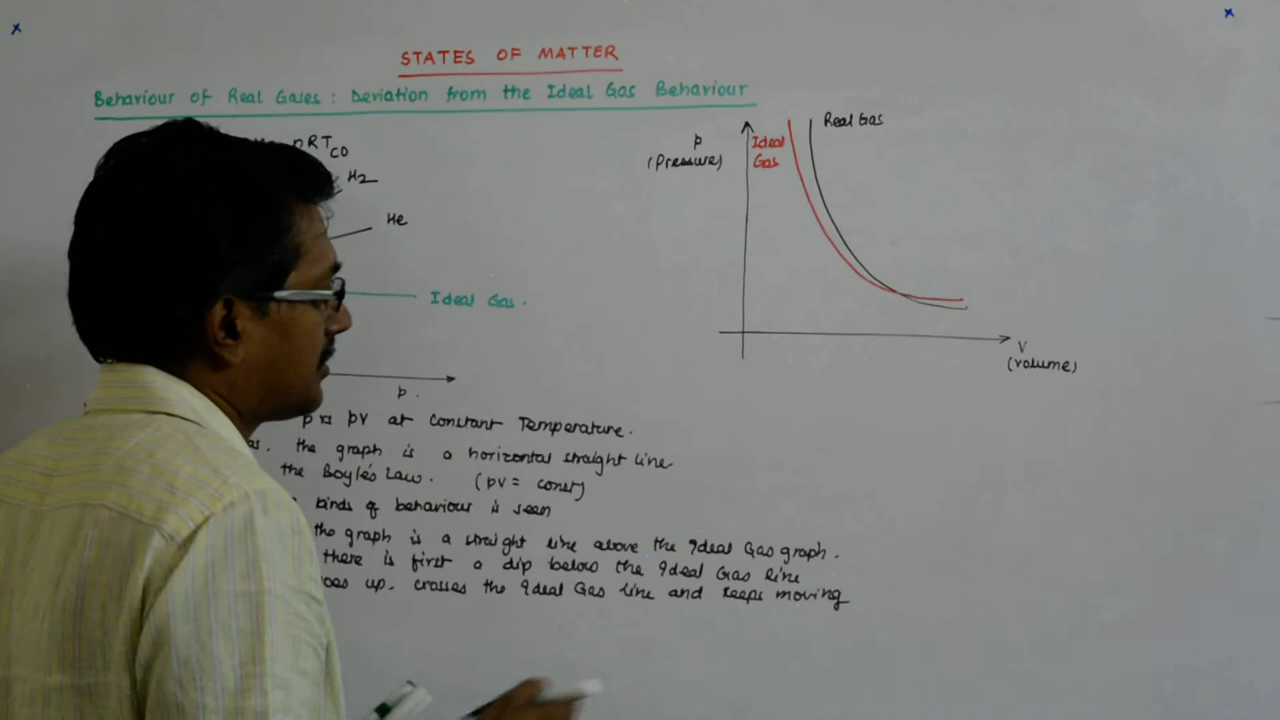 STATES OF MATTER
Behaviour of Real Gases : Deviation from the Ideal Gas Behaviour
nRT
CO
H2
He
Ideal Gas.
p.
p vs pV at Constant Temperature.
as. the graph is a horizontal straight line
the Boyle's Law. (pV = const)
kinds of behaviour is seen
the graph is a straight line above the Ideal Gas graph.
there is first a dip below the Ideal Gas line
oes up. crosses the Ideal Gas line and keeps moving
p
(Pressure)
Ideal
Gas
Real Gas
V
(volume)